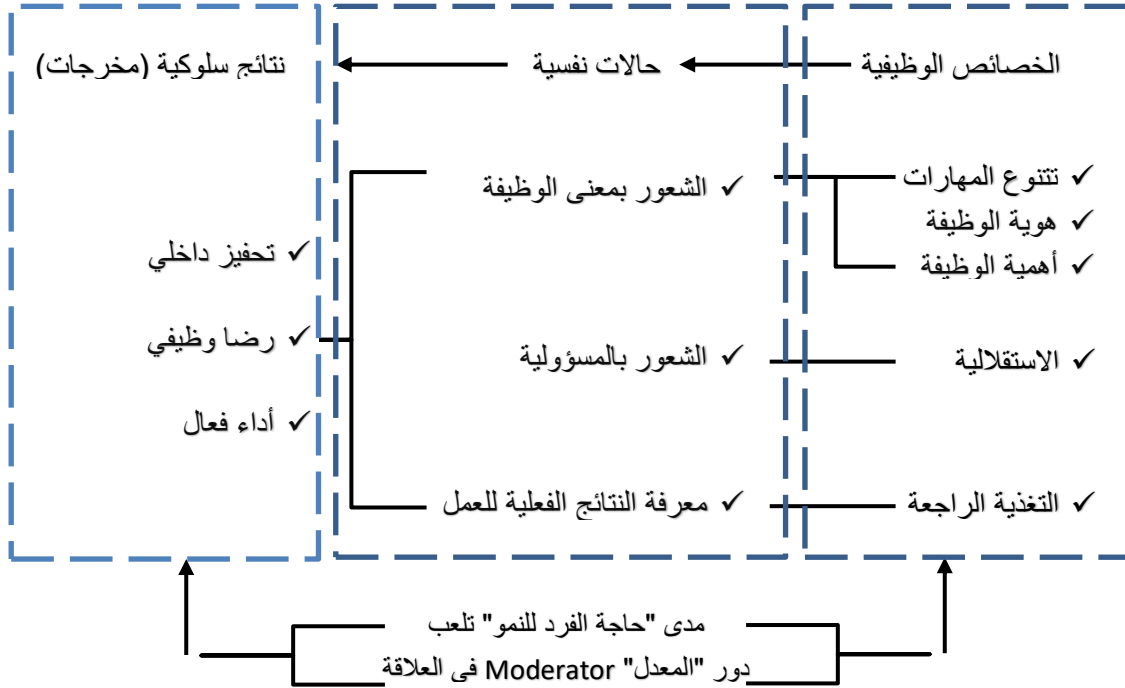 الخصائص الوظيفية
حالات نفسية
نتائج سلوكية (مخرجات)
✓ تتنوع المهارات
✓ هوية الوظيفة
✓ أهمية الوظيفة
✓ الاستقلالية
✓ التغذية الراجعة
✓ الشعور بمعنى الوظيفة
✓ الشعور بالمسؤولية
✓ معرفة النتائج الفعلية للعمل
✓ تحفيز داخلي
✓ رضا وظيفي
✓ أداء فعال
مدى "حاجة الفرد للنمو" تلعب
دور "المعدل" Moderator في العلاقة